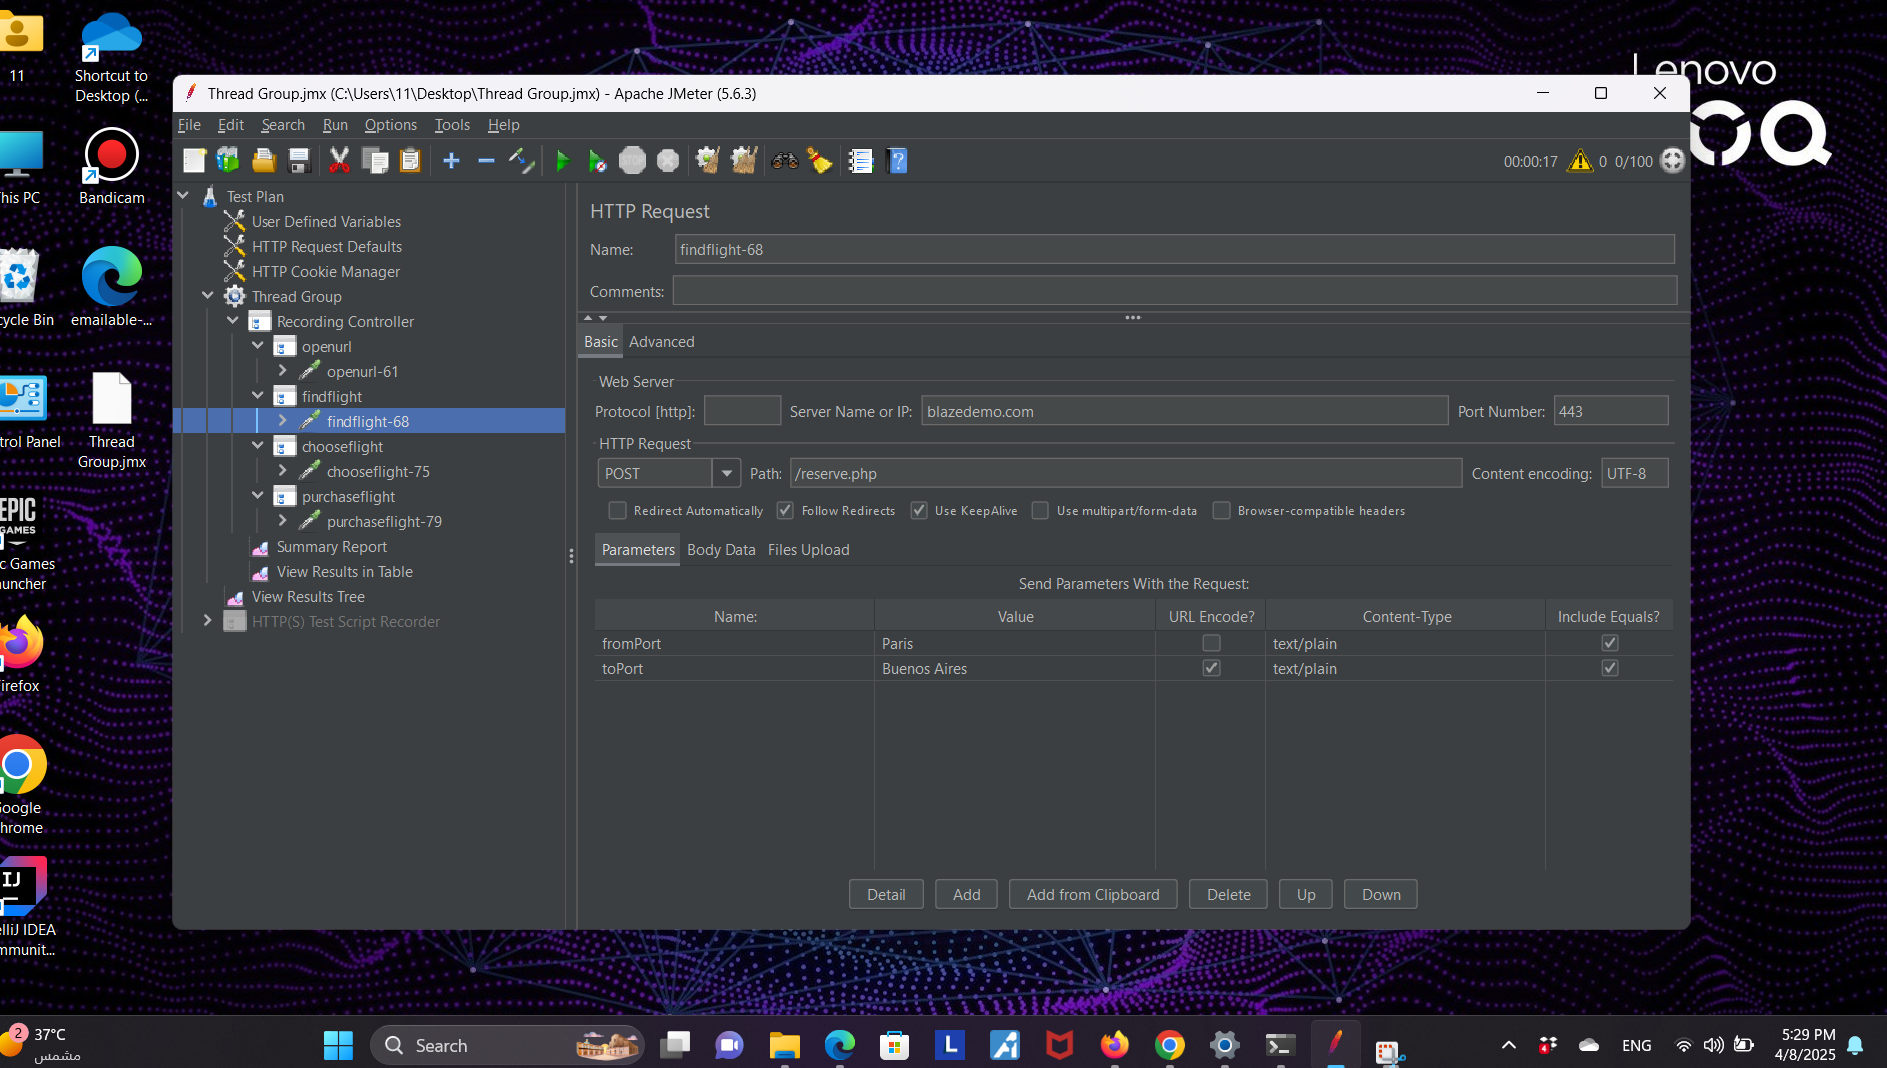 11
Shortcut to
Desktop (...
his PC
Bandicam
cycle Bin
emailable-...
trol Panel
Thread
Group.jmx
EPIC
GAMES
c Games
auncher
irefox
oogle
hrome
IJ
elliJ IDEA
mmunit...
Lenovo
OQ
Thread Group.jmx (C:\Users\11\Desktop\Thread Group.jmx) - Apache JMeter (5.6.3)
File Edit Search Run Options Tools Help
STOP
00:00:17 0 0/100
Test Plan
User Defined Variables
HTTP Request Defaults
HTTP Cookie Manager
Thread Group
Recording Controller
openurl
openurl-61
findflight
findflight-68
chooseflight
chooseflight-75
purchaseflight
purchaseflight-79
Summary Report
View Results in Table
View Results Tree
HTTP(S) Test Script Recorder
HTTP Request
Name: findflight-68
Comments:
Basic Advanced
Web Server
Protocol [http]: Server Name or IP: blazedemo.com Port Number: 443
HTTP Request
POST Path: /reserve.php Content encoding: UTF-8
Redirect Automatically Follow Redirects Use KeepAlive Use multipart/form-data Browser-compatible headers
Parameters Body Data Files Upload
Send Parameters With the Request:
Name: Value URL Encode? Content-Type Include Equals?
fromPort Paris text/plain
toPort Buenos Aires text/plain
Detail Add Add from Clipboard Delete Up Down
2 37°C
مشمس
Search
L
4
ENG
5:29 PM
4/8/2025